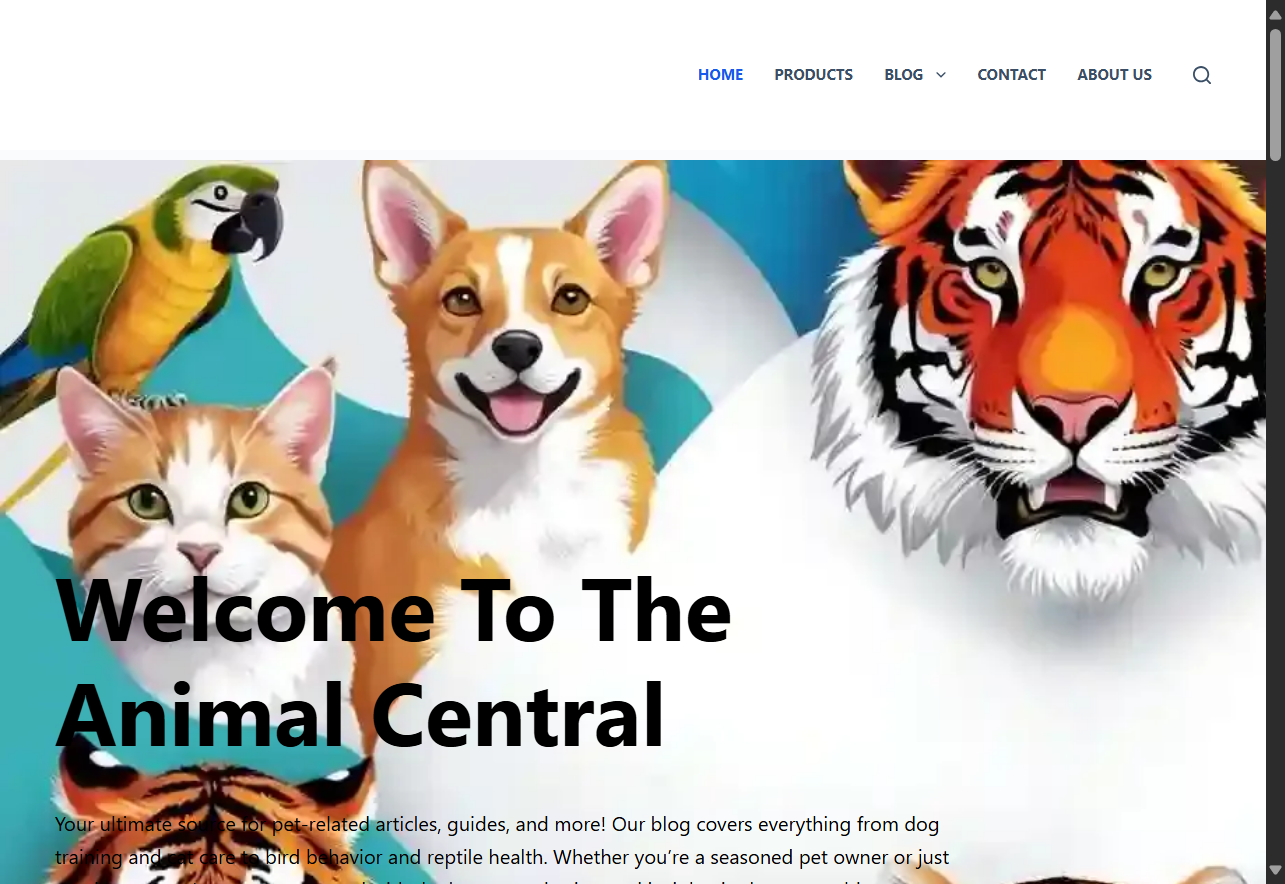 HOME PRODUCTS BLOG CONTACT ABOUT US
Welcome To The
Animal Central
Your ultimate source for pet-related articles, guides, and more! Our blog covers everything from dog
training and cat care to bird behavior and reptile health. Whether you’re a seasoned pet owner or just